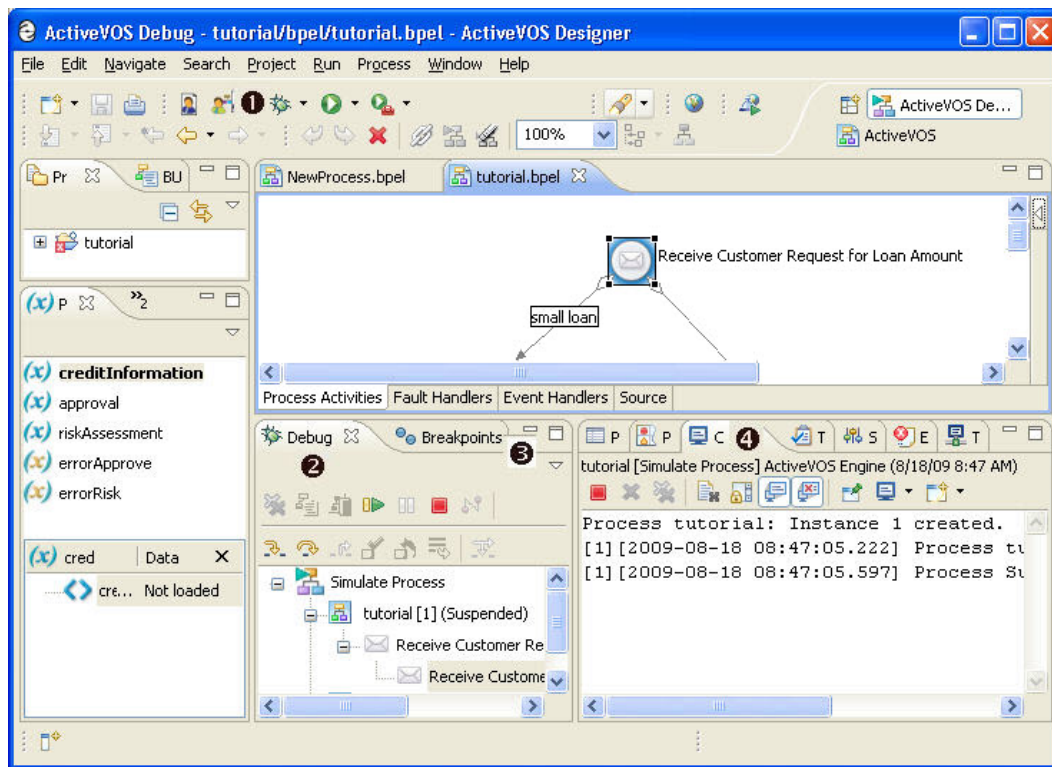 ActiveVOS Debug - tutorial/bpel/tutorial.bpel - ActiveVOS Designer
File Edit Navigate Search Project Run Process Window Help
1
ActiveVOS De...
100%
ActiveVOS
Pr BU
NewProcess.bpel tutorial.bpel
tutorial
Receive Customer Request for Loan Amount
small loan
(x) P »2
(x) creditInformation
(x) approval
(x) riskAssessment
(x) errorApprove
(x) errorRisk
Process Activities Fault Handlers Event Handlers Source
Debug Breakpoints
2
3
P P C 4 T S E T
tutorial [Simulate Process] ActiveVOS Engine (8/18/09 8:47 AM)
Process tutorial: Instance 1 created.
[1][2009-08-18 08:47:05.222] Process tu
[1][2009-08-18 08:47:05.597] Process Su
(x) cred Data X
cre... Not loaded
Simulate Process
tutorial [1] (Suspended)
Receive Customer Re
Receive Custome